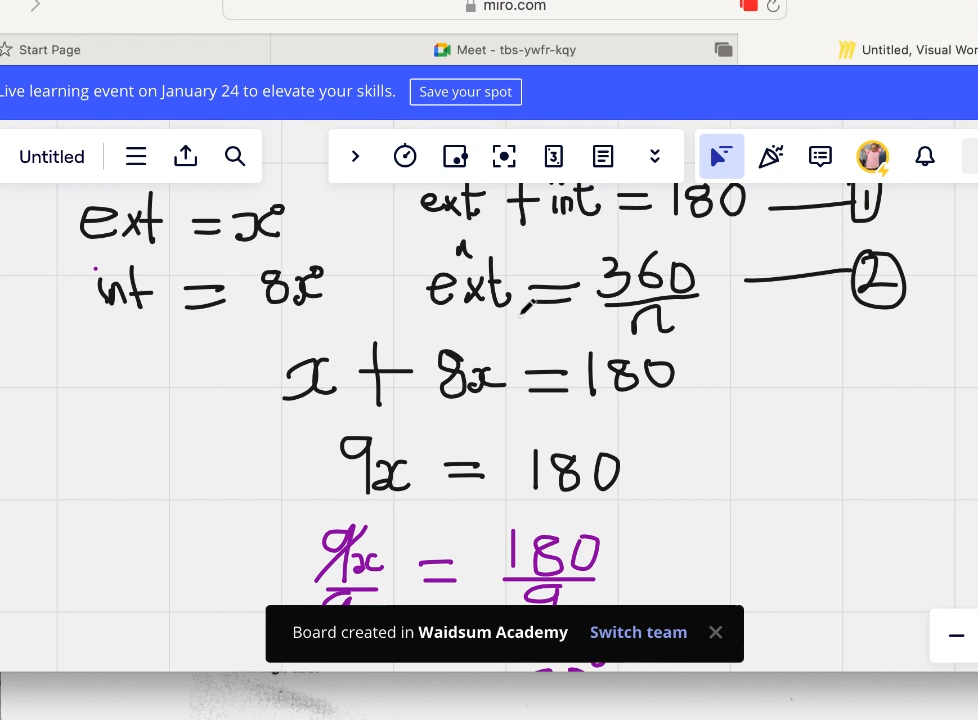 miro.com
Start Page
Meet - tbs-ywfr-kqy
Untitled, Visual Wor
Live learning event on January 24 to elevate your skills. Save your spot
Untitled
3
ext = x° ext + int = 180 — 1
int = 8x° ext = 360/n — 2
x + 8x = 180
9x = 180
9x/9 = 180/9
Board created in Waidsum Academy Switch team